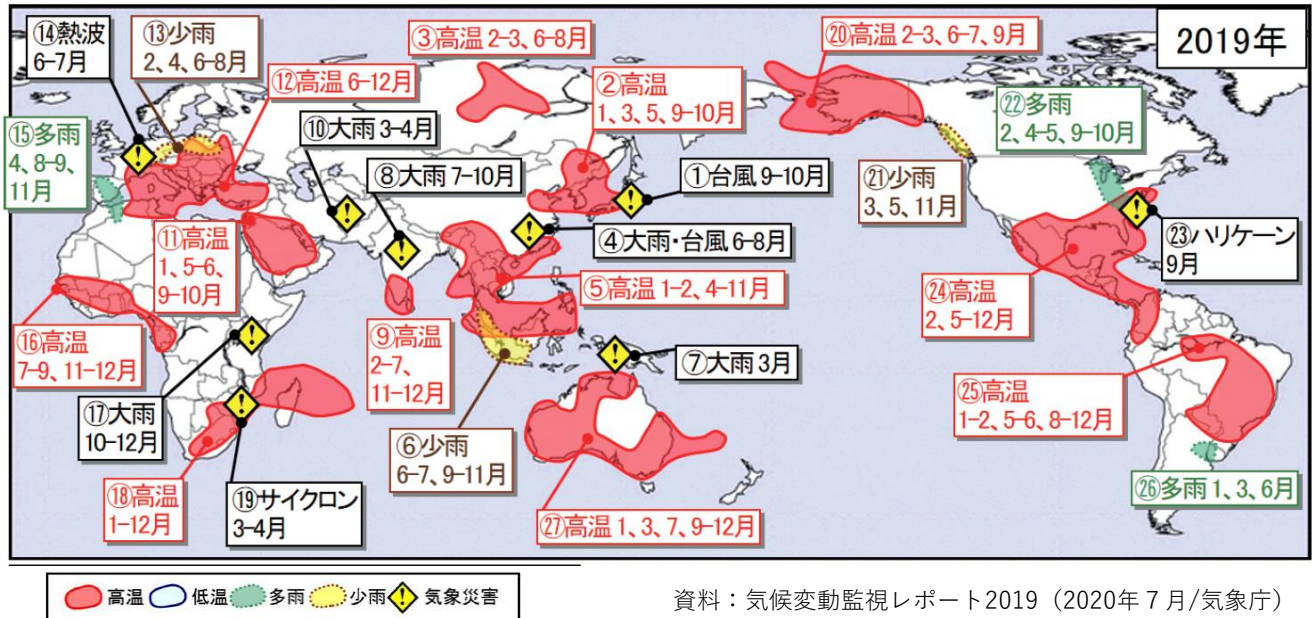 2019年
①台風 9-10月
②高温
1、3、5、9-10月
③高温 2-3、6-8月
④大雨・台風 6-8月
⑤高温 1-2、4-11月
⑥少雨
6-7、9-11月
⑦大雨 3月
⑧大雨 7-10月
⑨高温
2-7、
11-12月
⑩大雨 3-4月
⑪高温
1、5-6、
9-10月
⑫高温 6-12月
⑬少雨
2、4、6-8月
⑭熱波
6-7月
⑮多雨
4、8-9、
11月
⑯高温
7-9、11-12月
⑰大雨
10-12月
⑱高温
1-12月
⑲サイクロン
3-4月
⑳高温 2-3、6-7、9月
㉑少雨
3、5、11月
㉒多雨
2、4-5、9-10月
㉓ハリケーン
9月
㉔高温
2、5-12月
㉕高温
1-2、5-6、8-12月
㉖多雨 1、3、6月
㉗高温 1、3、7、9-12月
高温 低温 多雨 少雨 気象災害
資料：気候変動監視レポート2019（2020年７月/気象庁）